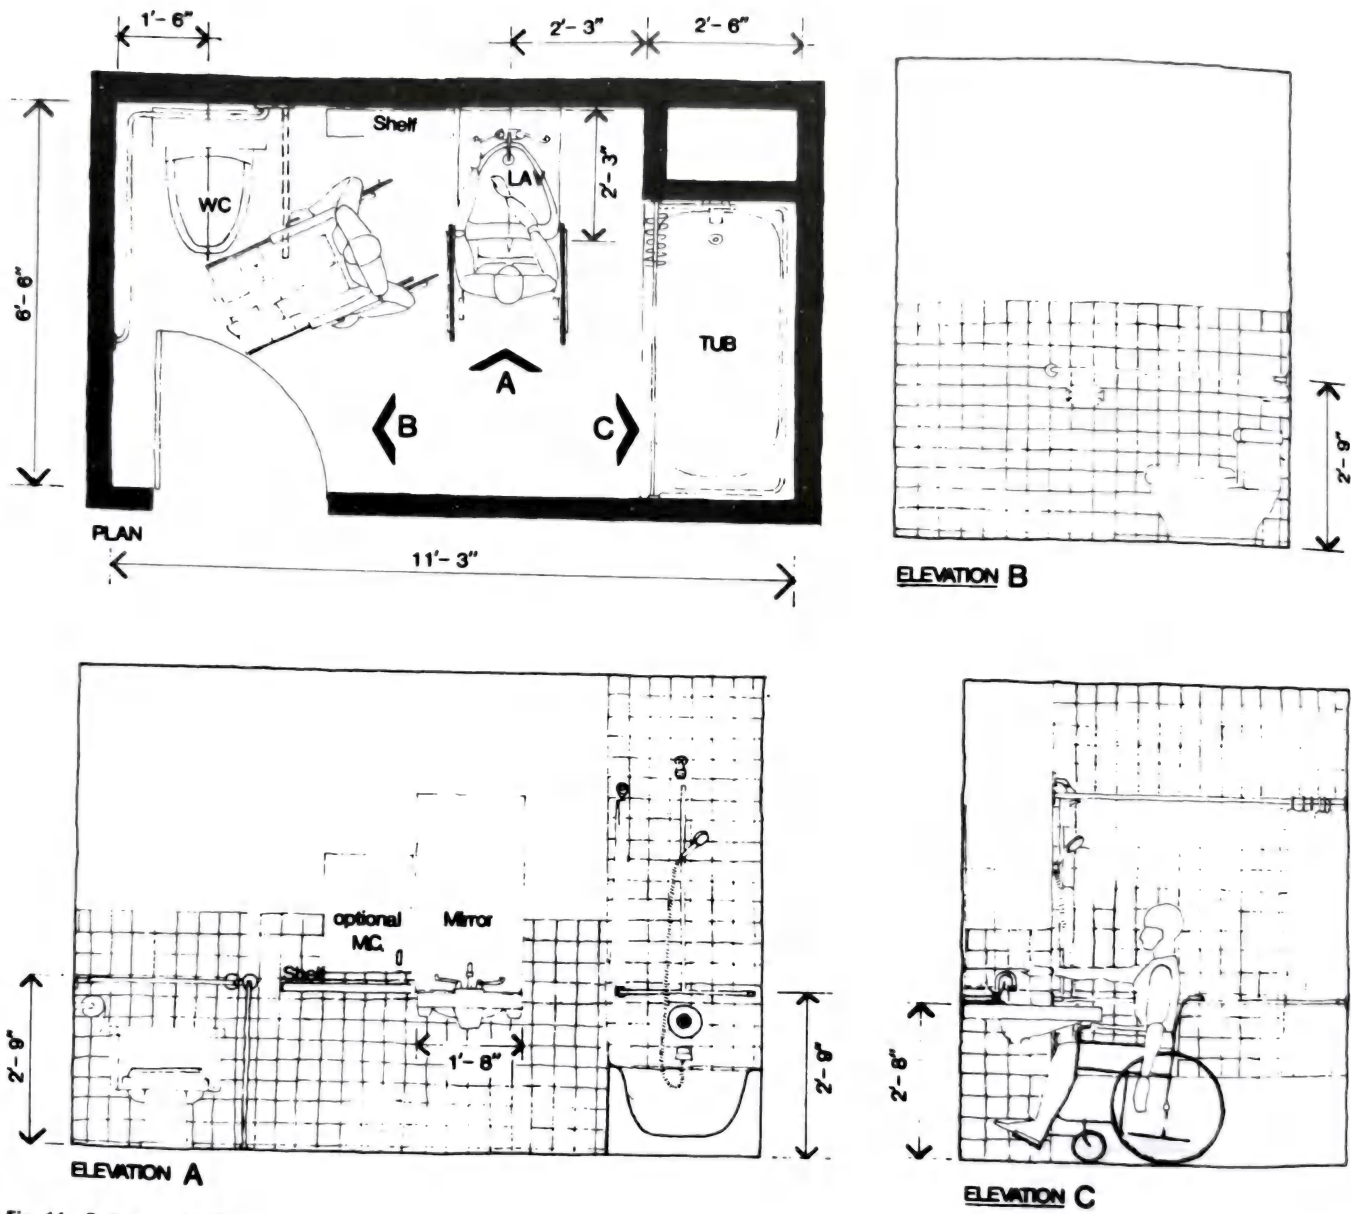 1'- 6"
2'- 3"
2'- 6"
Shelf
WC
LAV
2'- 3"
6'- 6"
TUB
A
B
C
PLAN
11'- 3"
2'- 9"
ELEVATION B
optional
M.C.
Mirror
Shelf
2'- 9"
1'- 8"
2'- 9"
ELEVATION A
2'- 8"
ELEVATION C